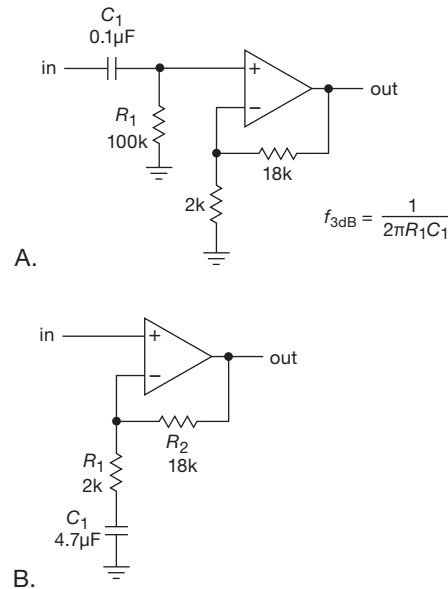 C₁
0.1μF
in
+
−
out
R₁
100k
18k
2k
f₃dB = 1 / 2πR₁C₁
A.
in
+
−
out
R₁
2k
R₂
18k
C₁
4.7μF
B.